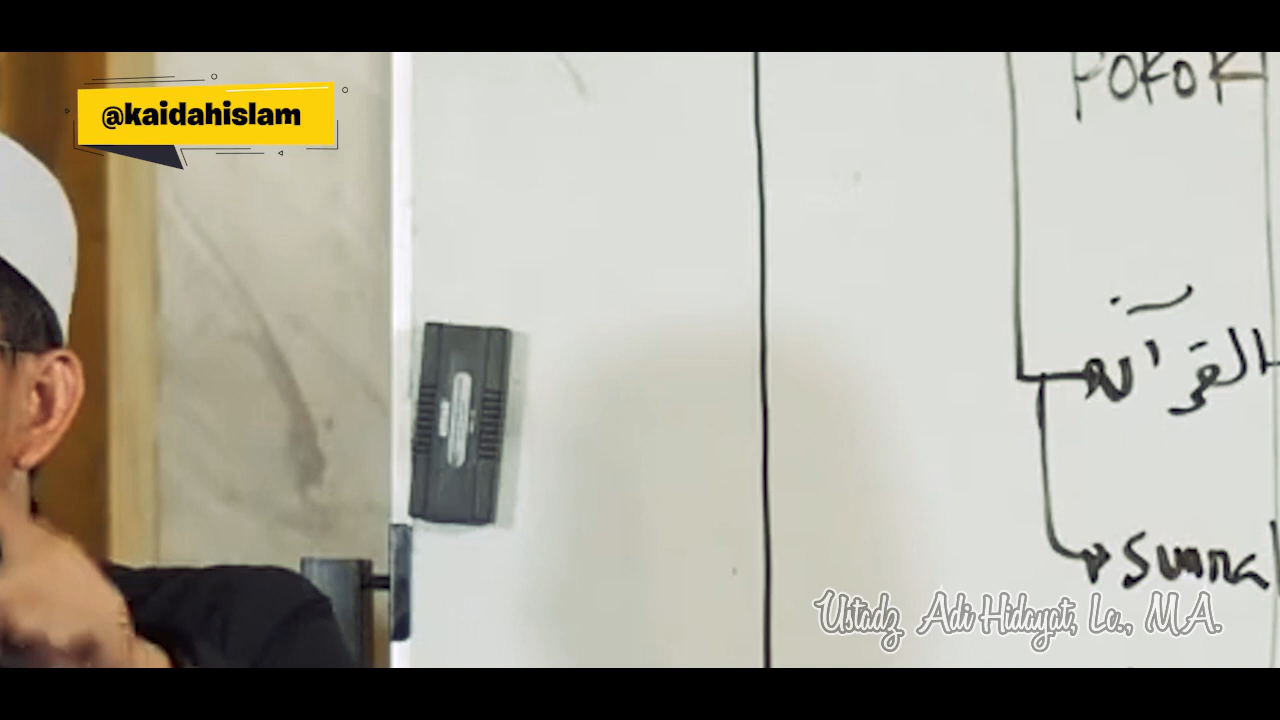 @kaidahislam
POKOK
القرآن
Sunna
Ustadz Adi Hidayat, Lc., M.A.